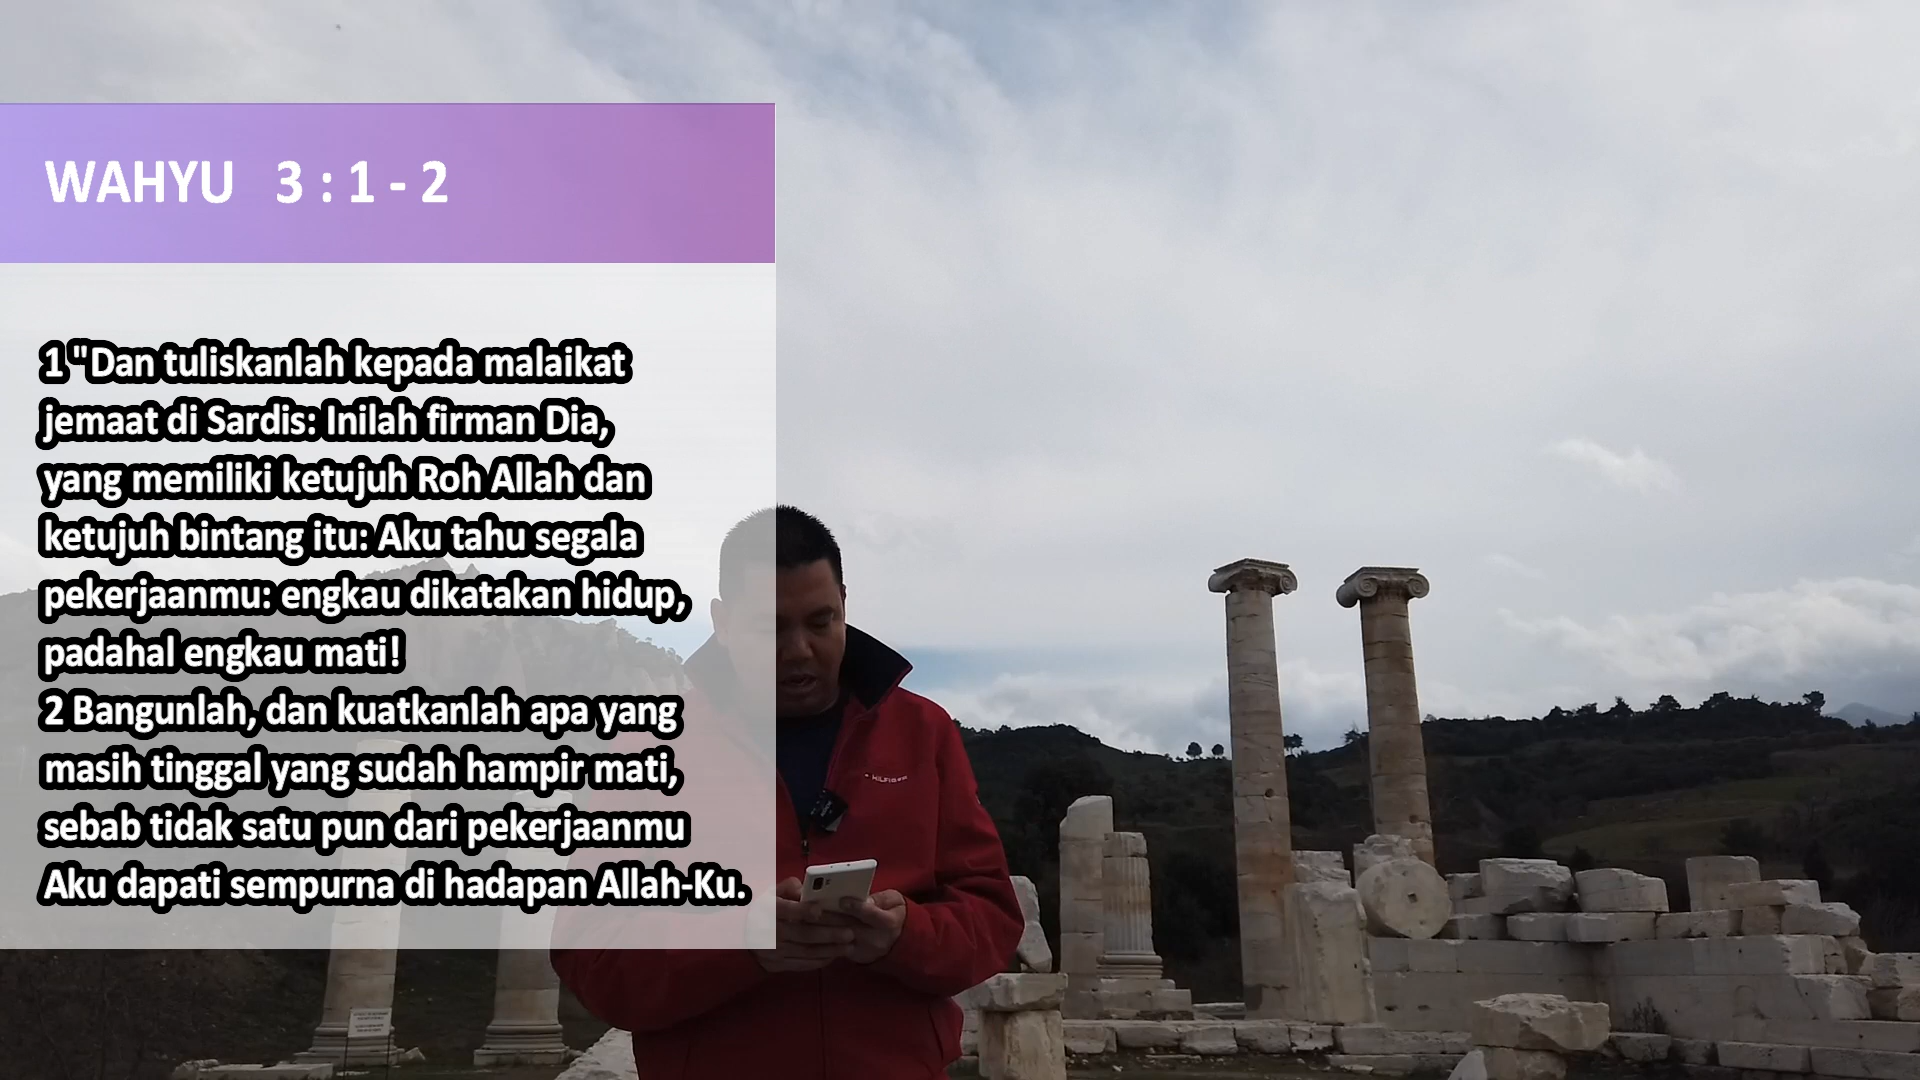 WAHYU 3 : 1 - 2
1 "Dan tuliskanlah kepada malaikat
jemaat di Sardis: Inilah firman Dia,
yang memiliki ketujuh Roh Allah dan
ketujuh bintang itu: Aku tahu segala
pekerjaanmu: engkau dikatakan hidup,
padahal engkau mati!
2 Bangunlah, dan kuatkanlah apa yang
masih tinggal yang sudah hampir mati,
sebab tidak satu pun dari pekerjaanmu
Aku dapati sempurna di hadapan Allah-Ku.
HILFIGER